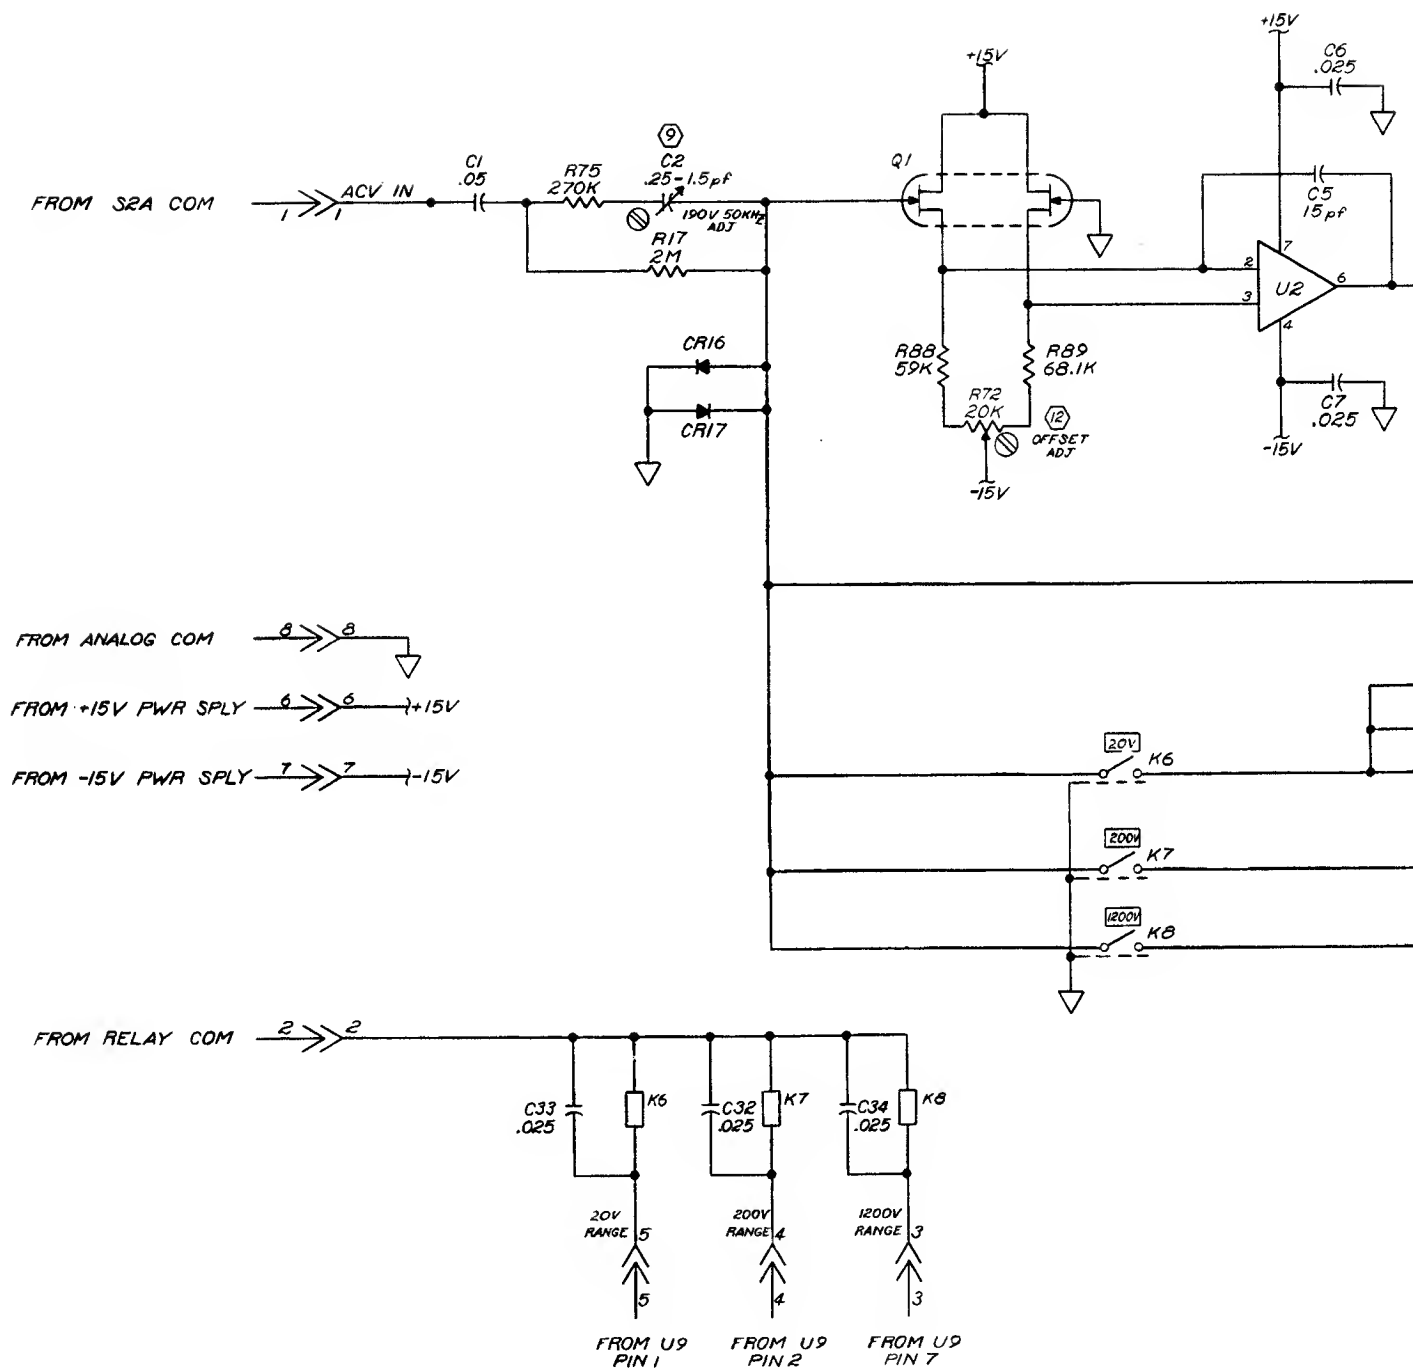 +15V
C6
.025
+15V
9
C2
.25-1.5pf
C1
.05
R75
270K
Q1
C5
15pf
FROM S2A COM
1
1
ACV IN
190V 50KHZ
ADJ
R17
2M
2
3
7
U2
6
4
CR16
CR17
R88
59K
R89
68.1K
R72
20K
12
OFFSET
ADJ
C7
.025
-15V
-15V
FROM ANALOG COM
8
8
FROM +15V PWR SPLY
6
6
+15V
FROM -15V PWR SPLY
7
7
-15V
20V
K6
200V
K7
1200V
K8
FROM RELAY COM
2
2
C33
.025
K6
C32
.025
K7
C34
.025
K8
20V
RANGE
5
200V
RANGE
4
1200V
RANGE
3
5
4
3
FROM U9
PIN 1
FROM U9
PIN 2
FROM U9
PIN 7